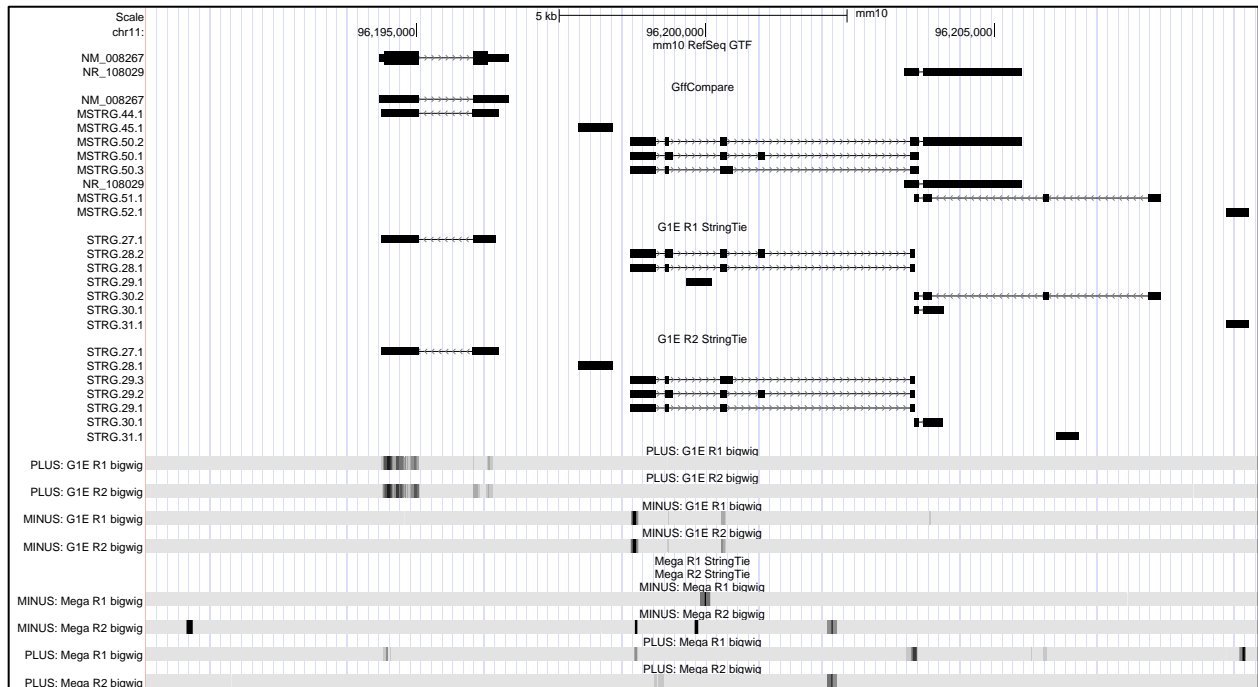 Scale 5 kb mm10
chr11: 96,195,000 96,200,000 96,205,000
mm10 RefSeq GTF
NM_008267
NR_108029
GffCompare
NM_008267
MSTRG.44.1
MSTRG.45.1
MSTRG.50.2
MSTRG.50.1
MSTRG.50.3
NR_108029
MSTRG.51.1
MSTRG.52.1
G1E R1 StringTie
STRG.27.1
STRG.28.2
STRG.28.1
STRG.29.1
STRG.30.2
STRG.30.1
STRG.31.1
G1E R2 StringTie
STRG.27.1
STRG.28.1
STRG.29.3
STRG.29.2
STRG.29.1
STRG.30.1
STRG.31.1
PLUS: G1E R1 bigwig
PLUS: G1E R1 bigwig
PLUS: G1E R2 bigwig
PLUS: G1E R2 bigwig
MINUS: G1E R1 bigwig
MINUS: G1E R1 bigwig
MINUS: G1E R2 bigwig
MINUS: G1E R2 bigwig
Mega R1 StringTie
Mega R2 StringTie
MINUS: Mega R1 bigwig
MINUS: Mega R1 bigwig
MINUS: Mega R2 bigwig
MINUS: Mega R2 bigwig
PLUS: Mega R1 bigwig
PLUS: Mega R1 bigwig
PLUS: Mega R2 bigwig
PLUS: Mega R2 bigwig